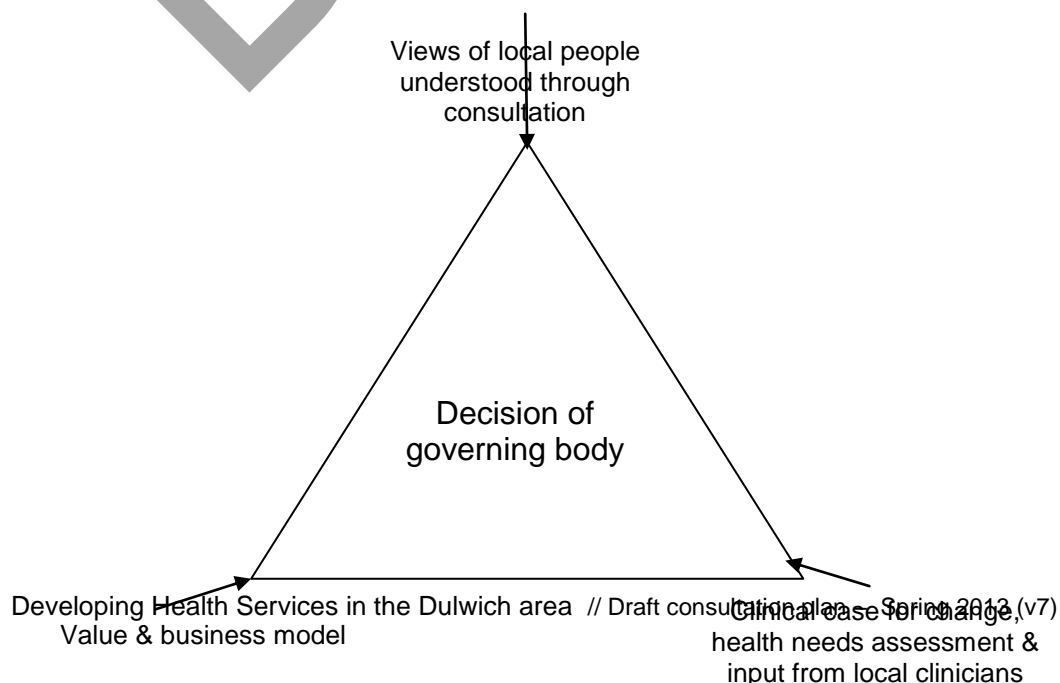 Views of local people
understood through
consultation
Decision of
governing body
Developing Health Services in the Dulwich area // Draft consultation plan – Spring 2013 (v7)
Value & business model
Clinical case for change,
health needs assessment &
input from local clinicians